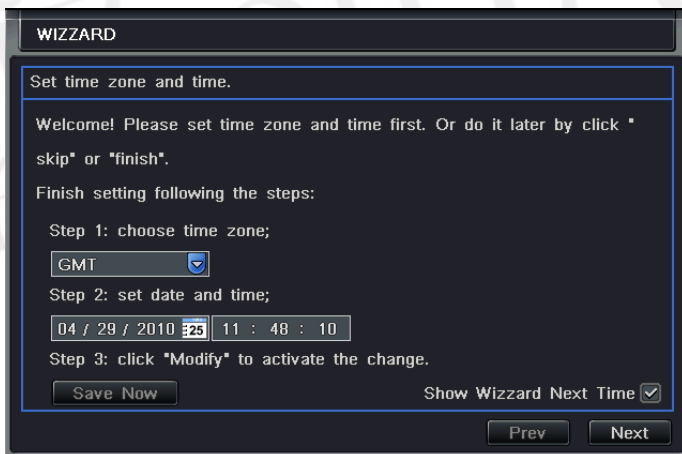 WIZZARD
Set time zone and time.
Welcome! Please set time zone and time first. Or do it later by click "
skip" or "finish".
Finish setting following the steps:
Step 1: choose time zone;
GMT
Step 2: set date and time;
04 / 29 / 2010 25 11 : 48 : 10
Step 3: click "Modify" to activate the change.
Save Now Show Wizzard Next Time
Prev Next